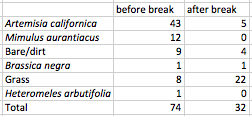 before break after break
Artemisia californica 43 5
Mimulus aurantiacus 12 0
Bare/dirt 9 4
Brassica negra 1 1
Grass 8 22
Heteromeles arbutifolia 1 0
Total 74 32